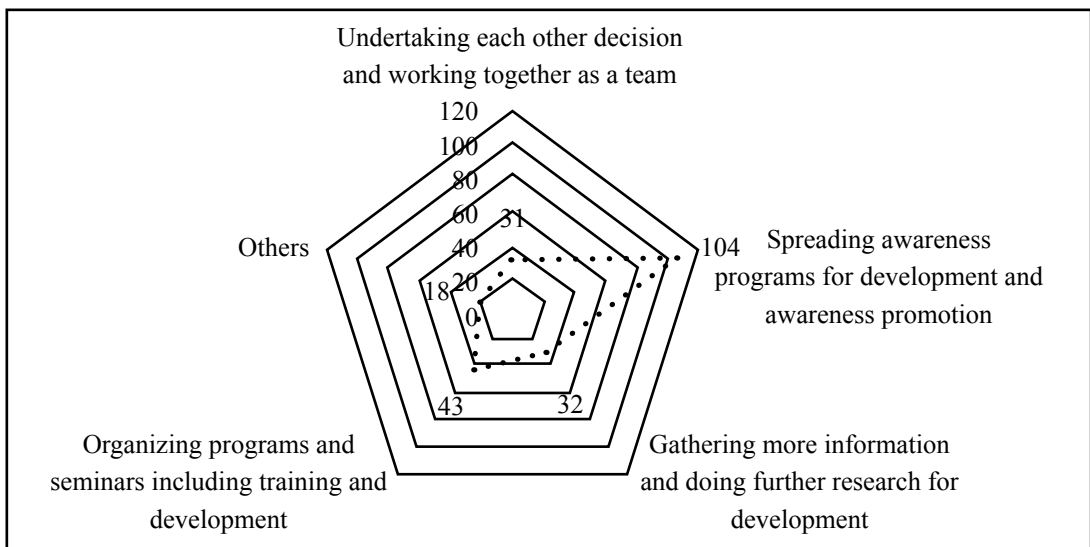 Undertaking each other decision
and working together as a team
120
100
80
60
40
20
0
31
104
Spreading awareness
programs for development and
awareness promotion
Others
18
43
32
Organizing programs and
seminars including training and
development
Gathering more information
and doing further research for
development